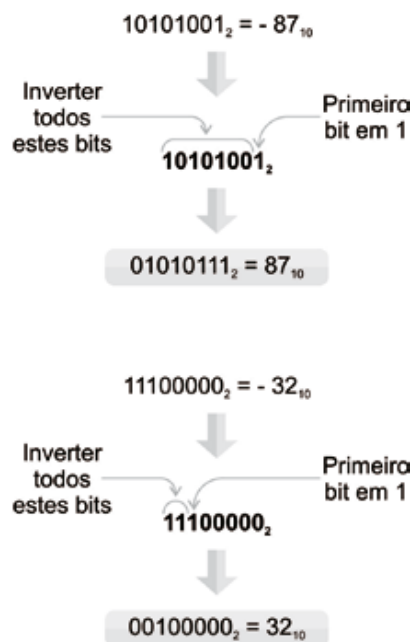 10101001₂ = - 87₁₀
Inverter
todos
estes bits
Primeiro
bit em 1
10101001₂
01010111₂ = 87₁₀
11100000₂ = - 32₁₀
Inverter
todos
estes bits
Primeiro
bit em 1
11100000₂
00100000₂ = 32₁₀